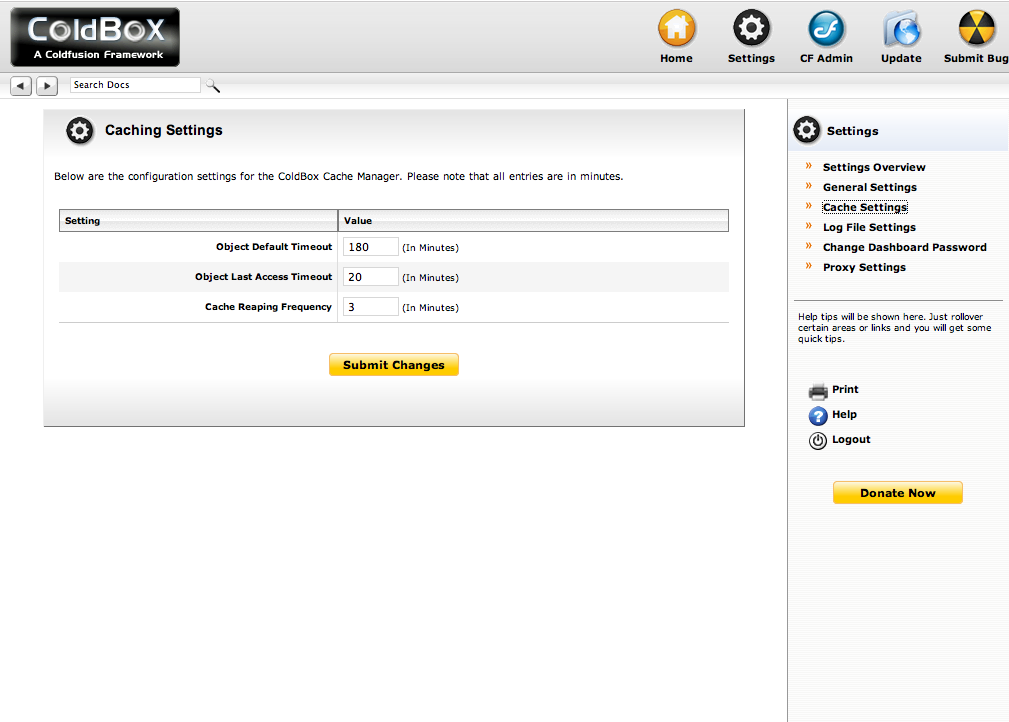 ColdBox
A Coldfusion Framework
Home
Settings
CF Admin
Update
Submit Bug
Search Docs
Caching Settings
Below are the configuration settings for the ColdBox Cache Manager. Please note that all entries are in minutes.
Setting Value
Object Default Timeout 180 (In Minutes)
Object Last Access Timeout 20 (In Minutes)
Cache Reaping Frequency 3 (In Minutes)
Submit Changes
Settings
» Settings Overview
» General Settings
» Cache Settings
» Log File Settings
» Change Dashboard Password
» Proxy Settings
Help tips will be shown here. Just rollover
certain areas or links and you will get some
quick tips.
Print
? Help
Logout
Donate Now